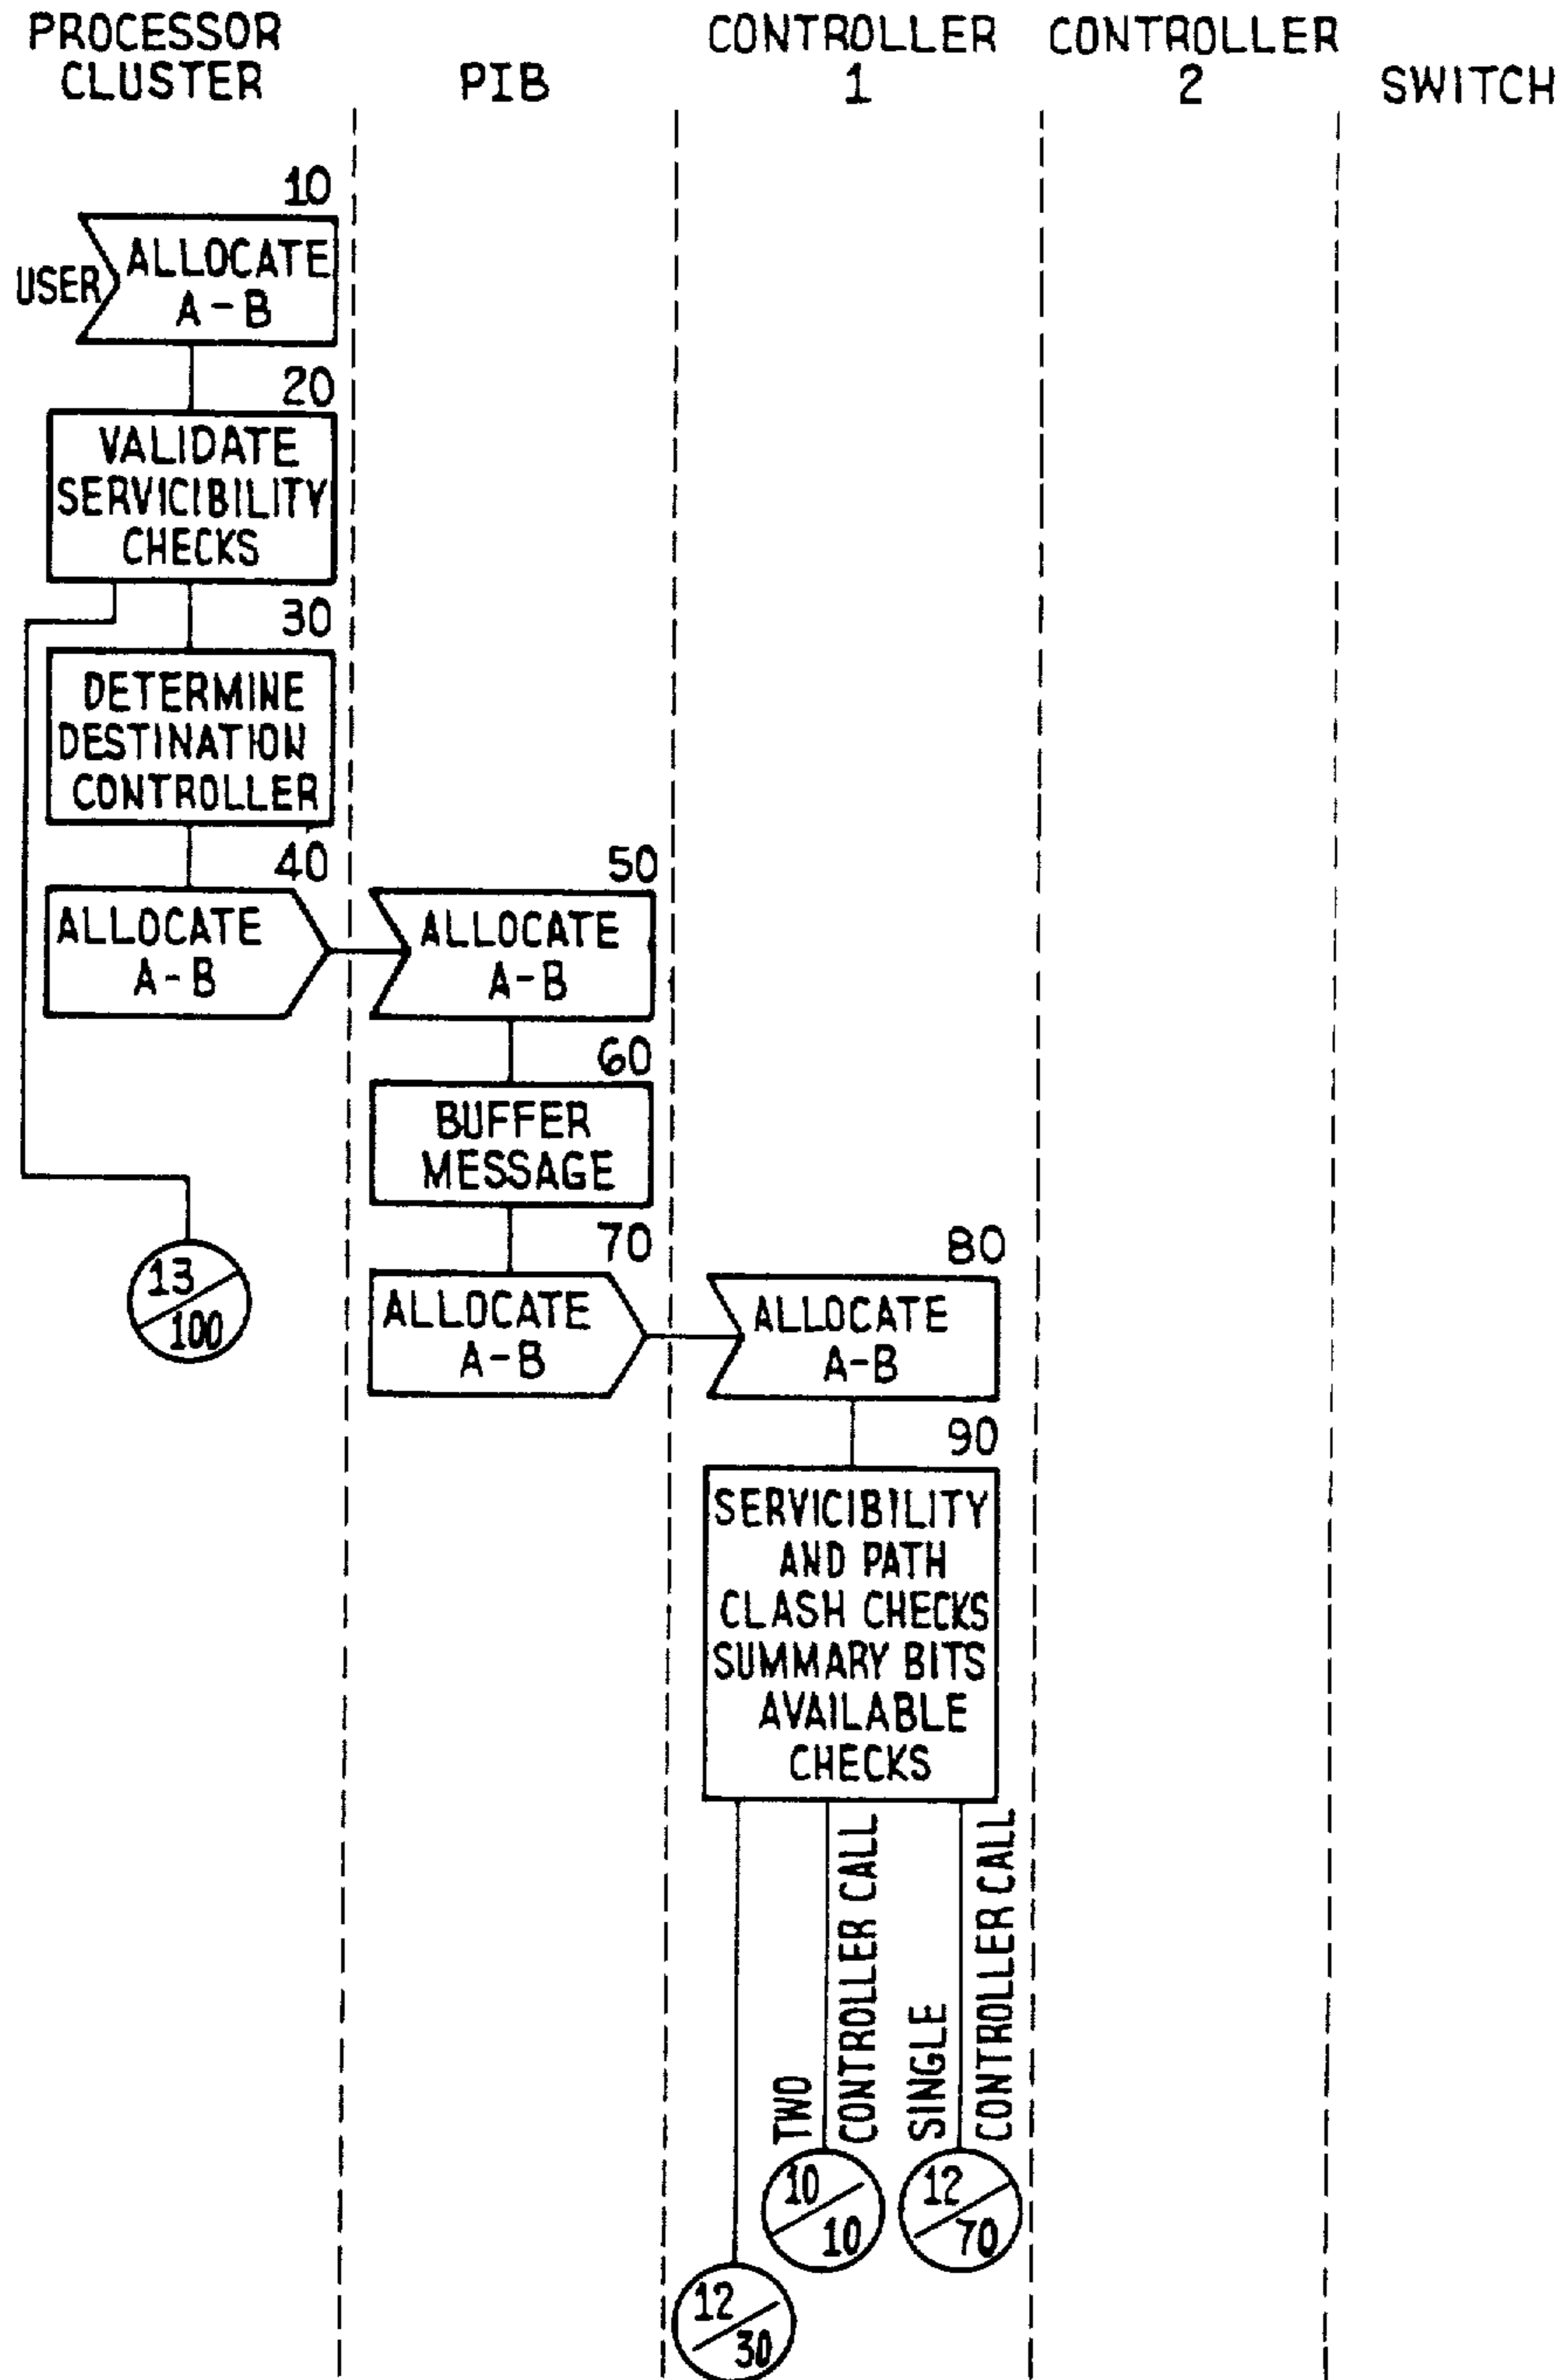 PROCESSOR
CLUSTER
PIB
CONTROLLER
1
CONTROLLER
2
SWITCH
10
USER
ALLOCATE
A-B
20
VALIDATE
SERVICIBILITY
CHECKS
30
DETERMINE
DESTINATION
CONTROLLER
40
ALLOCATE
A-B
50
ALLOCATE
A-B
60
BUFFER
MESSAGE
13
100
70
ALLOCATE
A-B
80
ALLOCATE
A-B
90
SERVICIBILITY
AND PATH
CLASH CHECKS
SUMMARY BITS
AVAILABLE
CHECKS
TWO
CONTROLLER CALL
SINGLE
CONTROLLER CALL
10
10
12
70
12
30